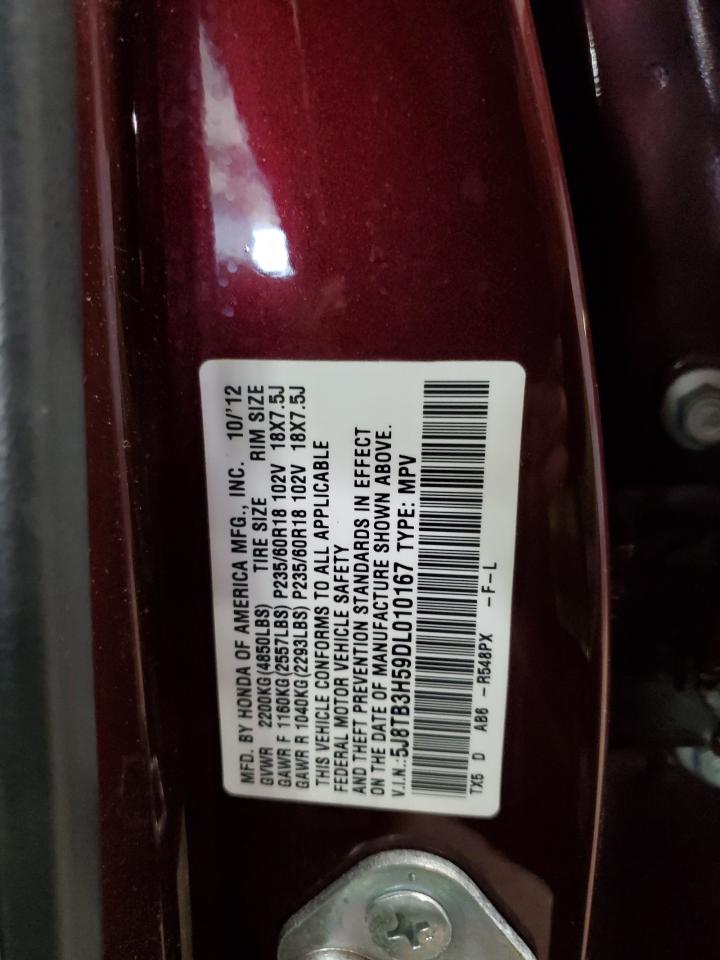 MFD. BY HONDA OF AMERICA MFG., INC. 10/'12
GVWR 2200KG(4850LBS) TIRE SIZE RIM SIZE
GAWR F 1160KG(2557LBS) P235/60R18 102V 18X7.5J
GAWR R 1040KG(2293LBS) P235/60R18 102V 18X7.5J
THIS VEHICLE CONFORMS TO ALL APPLICABLE
FEDERAL MOTOR VEHICLE SAFETY
AND THEFT PREVENTION STANDARDS IN EFFECT
ON THE DATE OF MANUFACTURE SHOWN ABOVE.
V.I.N.:5J8TB3H59DL010167 TYPE: MPV
TX5 D AB6 -R548PX -F-L